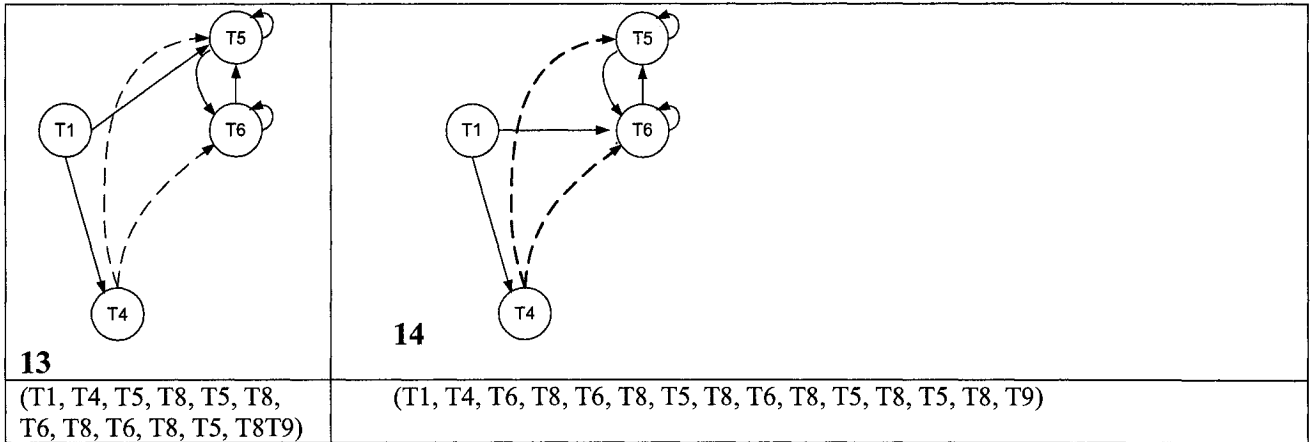 T5
T6
T1
T4
13
(T1, T4, T5, T8, T5, T8,
T6, T8, T6, T8, T5, T8T9)
T5
T6
T1
T4
14
(T1, T4, T6, T8, T6, T8, T5, T8, T6, T8, T5, T8, T5, T8, T9)